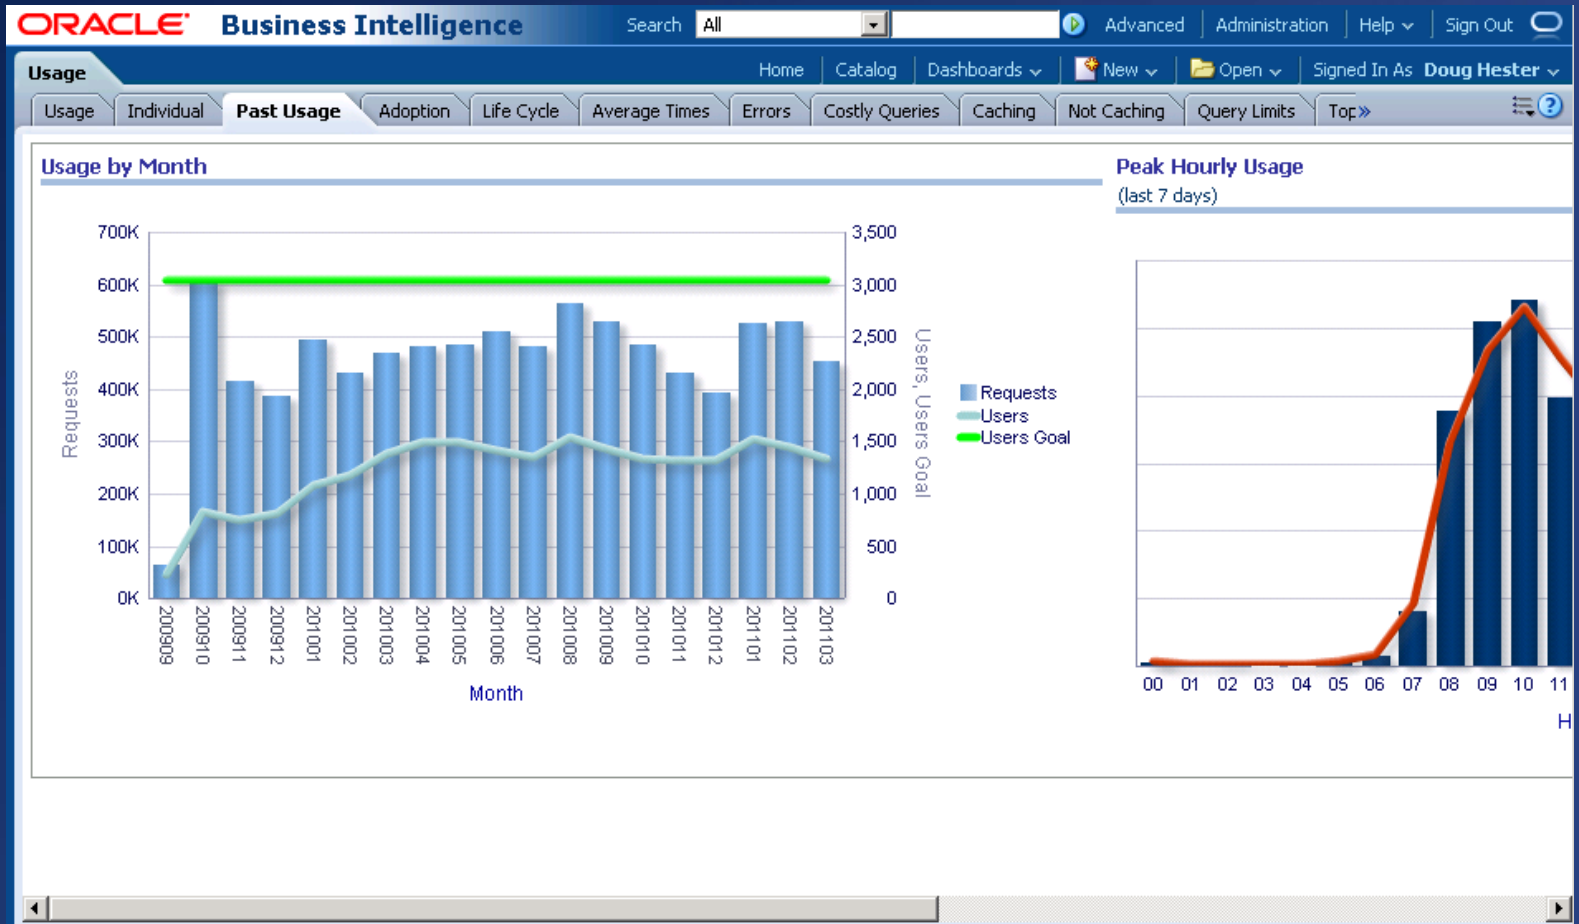 ORACLE Business Intelligence Search All Advanced Administration Help Sign Out
Usage Home Catalog Dashboards New Open Signed In As Doug Hester
Usage Individual Past Usage Adoption Life Cycle Average Times Errors Costly Queries Caching Not Caching Query Limits Top»
Usage by Month
700K
600K
500K
400K
300K
200K
100K
0K
Requests
3,500
3,000
2,500
2,000
1,500
1,000
500
0
Users, Users Goal
200909 200910 200911 200912 201001 201002 201003 201004 201005 201006 201007 201008 201009 201010 201011 201012 201101 201102 201103
Month
Requests
Users
Users Goal
Peak Hourly Usage
(last 7 days)
00 01 02 03 04 05 06 07 08 09 10 11
H